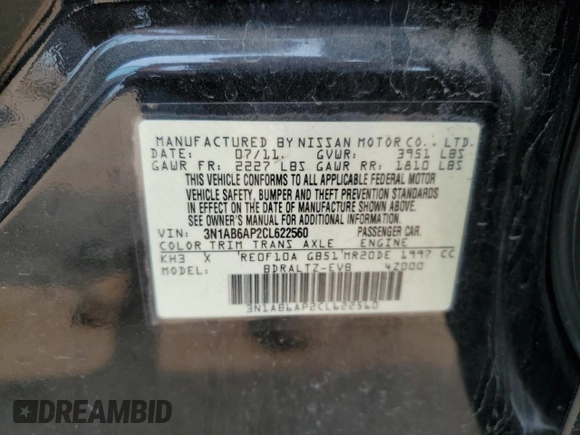 MANUFACTURED BY NISSAN MOTOR CO., LTD.
DATE: 07/11. GVWR: 3951 LBS
GAWR FR: 2227 LBS GAWR RR: 1810 LBS
THIS VEHICLE CONFORMS TO ALL APPLICABLE FEDERAL MOTOR
VEHICLE SAFETY, BUMPER AND THEFT PREVENTION STANDARDS
IN EFFECT ON THE DATE OF MANUFACTURE SHOWN ABOVE.
SEE OWNER'S MANUAL FOR ADDITIONAL INFORMATION.
VIN: 3N1AB6AP2CL622560 PASSENGER CAR.
COLOR TRIM TRANS AXLE ENGINE
KH3 X RE0F10A GB51 MR20DE 1997 CC
MODEL: BDRALTZ-EVB 4Z000
3N1AB6AP2CL622560
DREAMBID